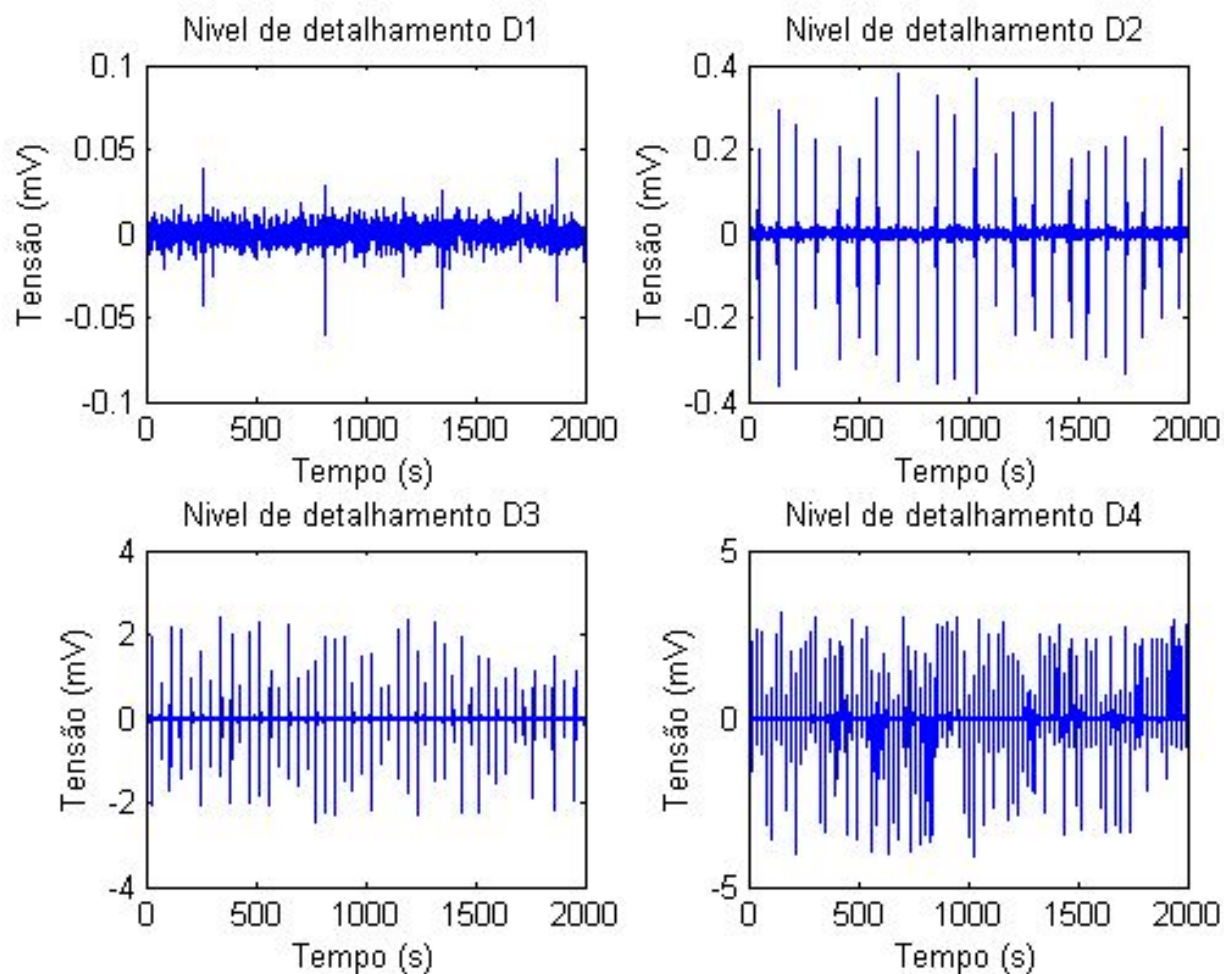 Nivel de detalhamento D1
0.1
0.05
0
-0.05
-0.1
Tensão (mV)
0 500 1000 1500 2000
Tempo (s)
Nivel de detalhamento D2
0.4
0.2
0
-0.2
-0.4
Tensão (mV)
0 500 1000 1500 2000
Tempo (s)
Nivel de detalhamento D3
4
2
0
-2
-4
Tensão (mV)
0 500 1000 1500 2000
Tempo (s)
Nivel de detalhamento D4
5
0
-5
Tensão (mV)
0 500 1000 1500 2000
Tempo (s)